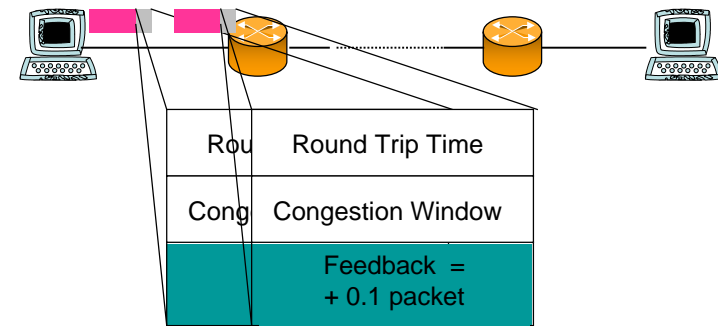 Rou
Round Trip Time
Cong
Congestion Window
Feedback =
+ 0.1 packet